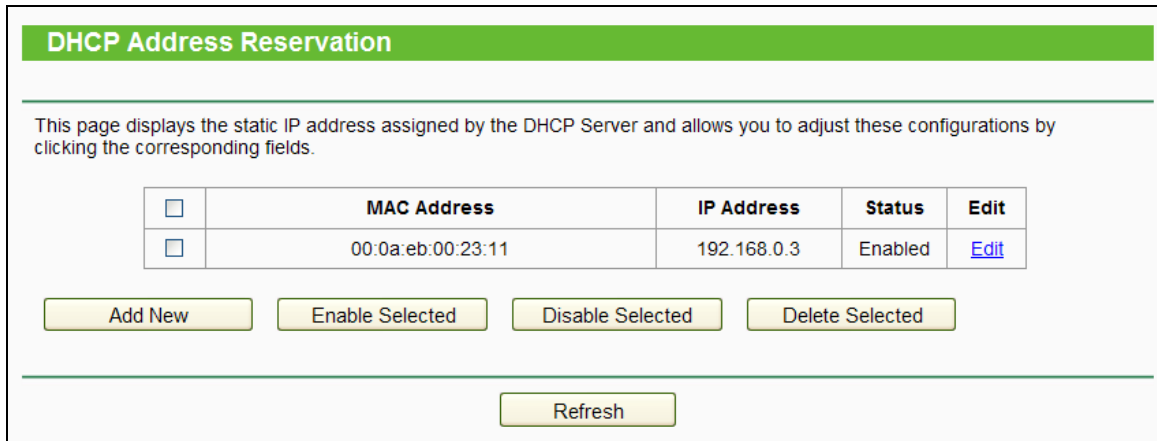 DHCP Address Reservation
This page displays the static IP address assigned by the DHCP Server and allows you to adjust these configurations by
clicking the corresponding fields.
MAC Address IP Address Status Edit
00:0a:eb:00:23:11 192.168.0.3 Enabled Edit
Add New Enable Selected Disable Selected Delete Selected
Refresh